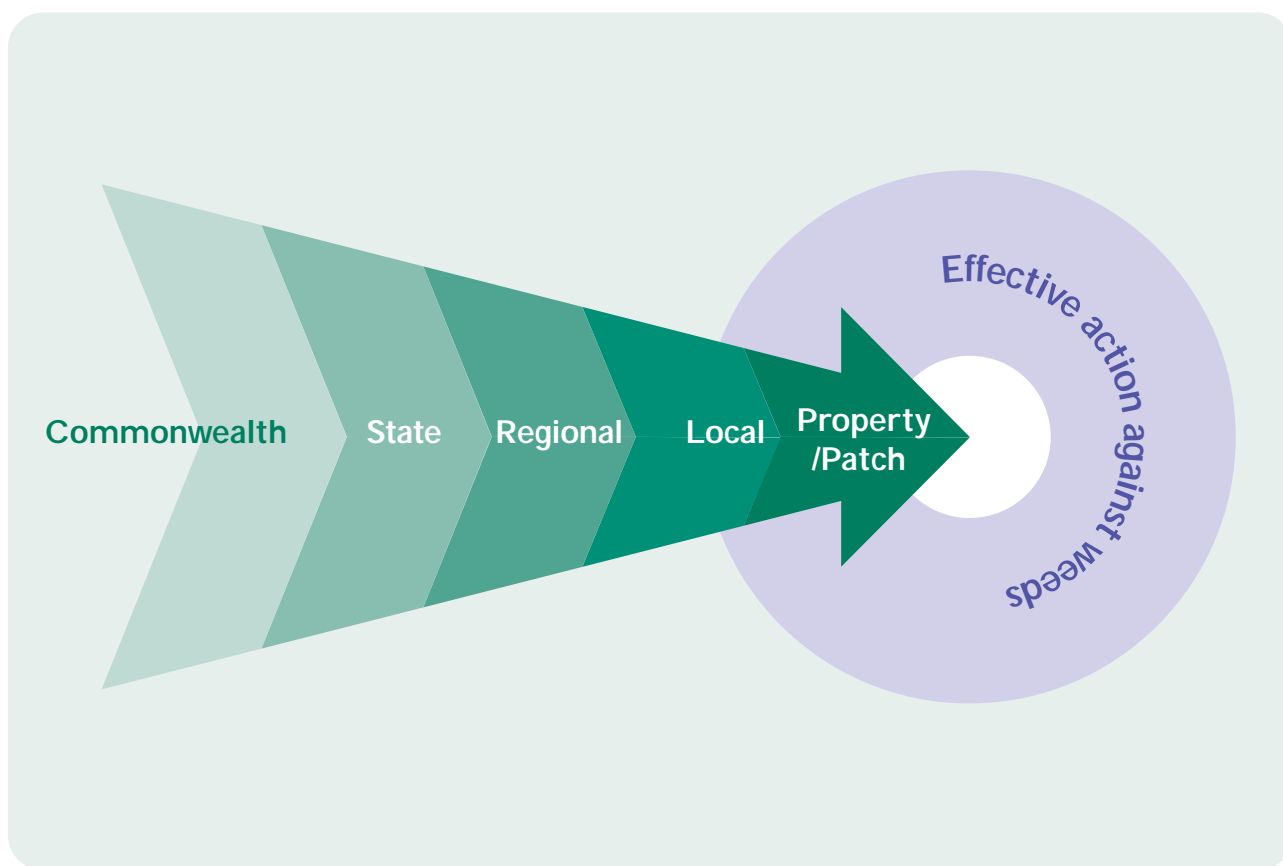 Commonwealth
State
Regional
Local
Property
/Patch
Effective action against weeds